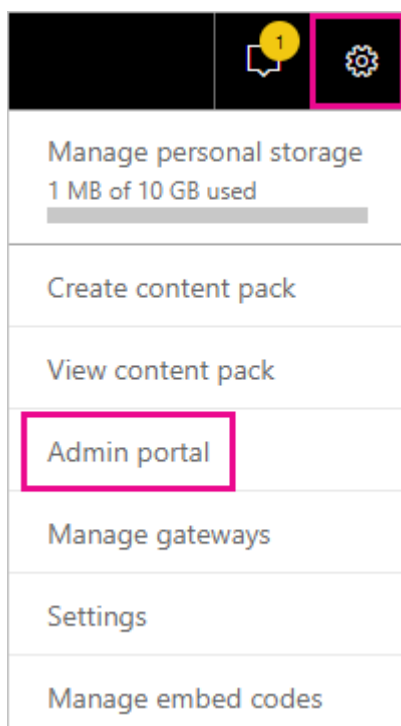 1
Manage personal storage
1 MB of 10 GB used
Create content pack
View content pack
Admin portal
Manage gateways
Settings
Manage embed codes